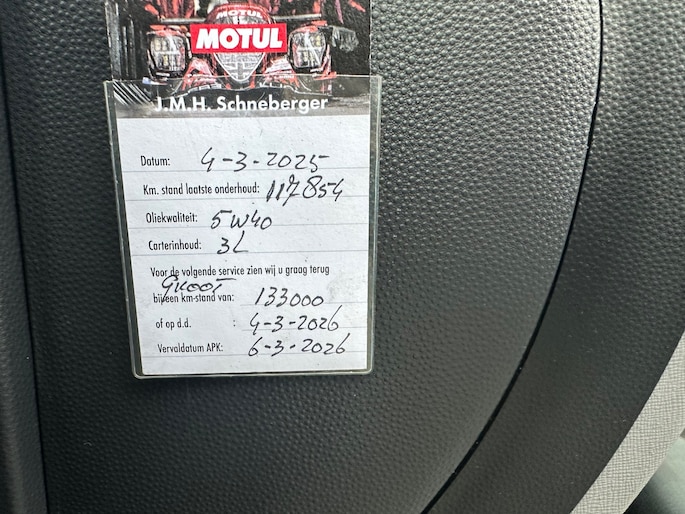 MOTUL
J.M.H. Schneberger
Datum: 4-3-2025
Km. stand laatste onderhoud: 117854
Oliekwaliteit: 5W40
Carterinhoud: 3L
Voor de volgende service zien wij u graag terug
GROOT
bij een km-stand van: 133000
of op d.d. : 4-3-2026
Vervaldatum APK: 6-3-2026